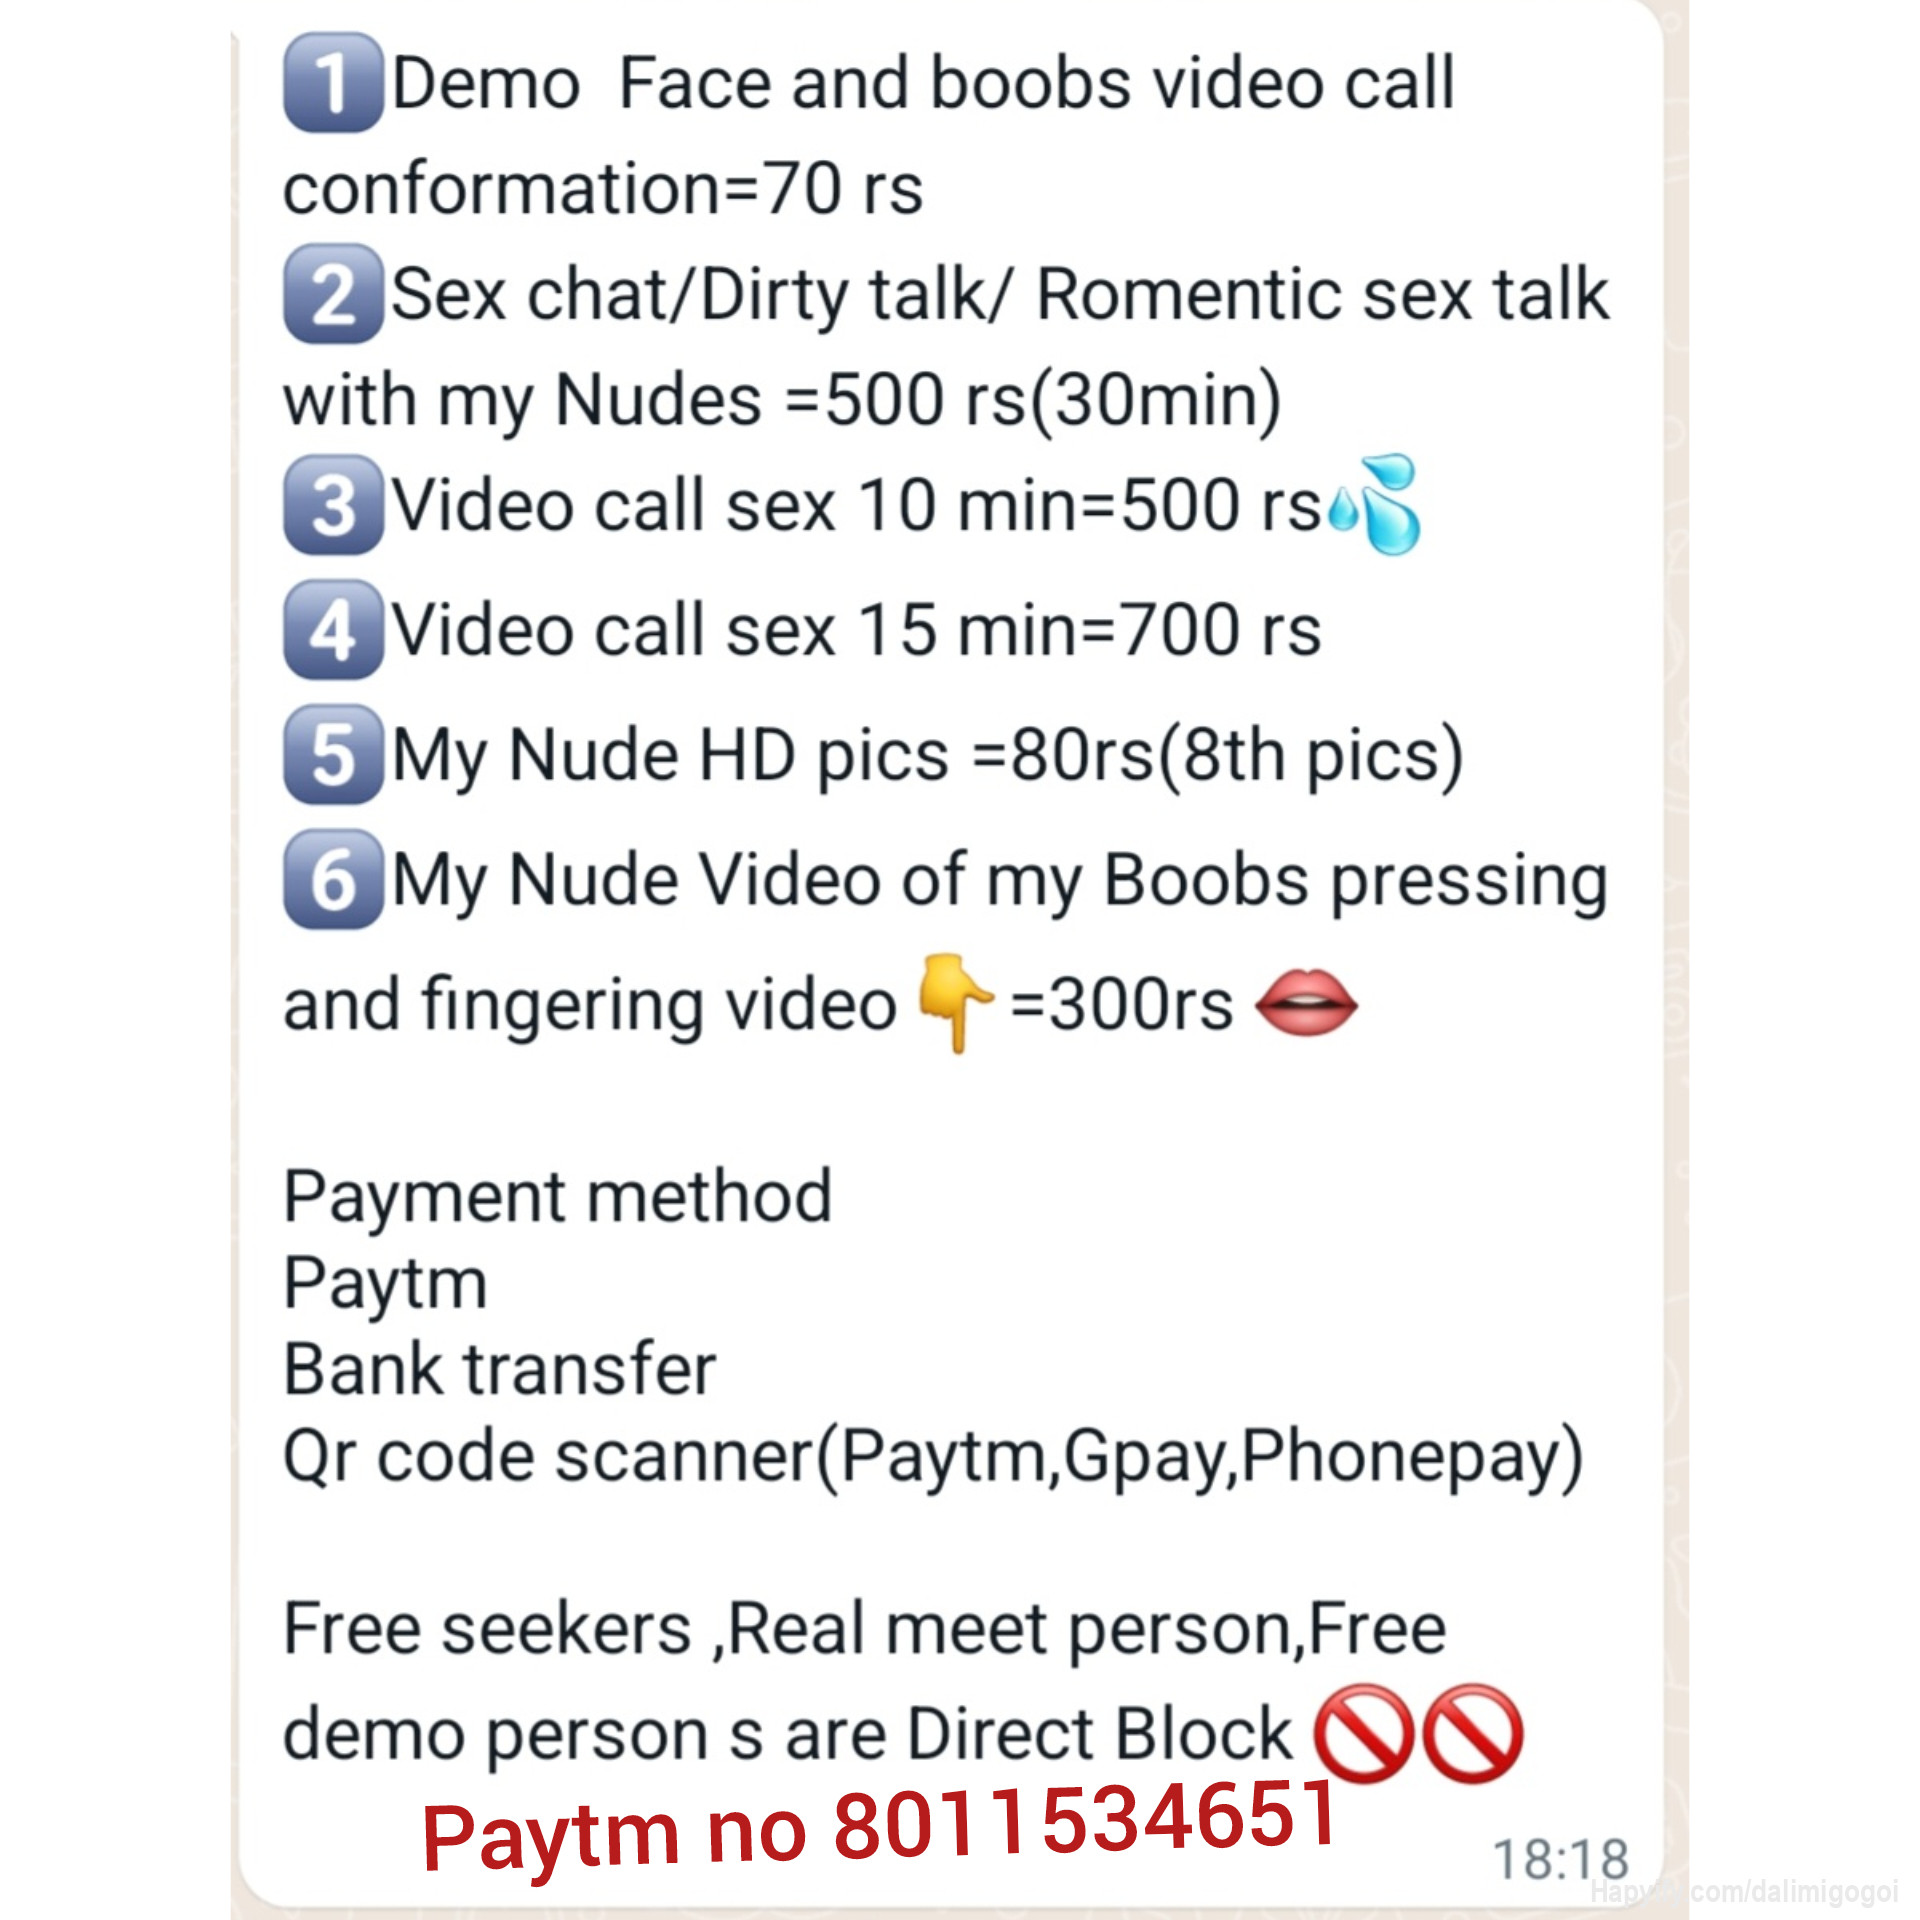 1️⃣Demo  Face and boobs video call
conformation=70 rs
2️⃣Sex chat/Dirty talk/ Romentic sex talk
with my Nudes =500 rs(30min)
3️⃣Video call sex 10 min=500 rs💦
4️⃣Video call sex 15 min=700 rs
5️⃣My Nude HD pics =80rs(8th pics)
6️⃣My Nude Video of my Boobs pressing
and fingering video 👇=300rs 👄
Payment method
Paytm
Bank transfer
Qr code scanner(Paytm,Gpay,Phonepay)
Free seekers ,Real meet person,Free
demo person s are Direct Block 🚫🚫
Paytm no 8011534651
18:18
com/dalimigogoi